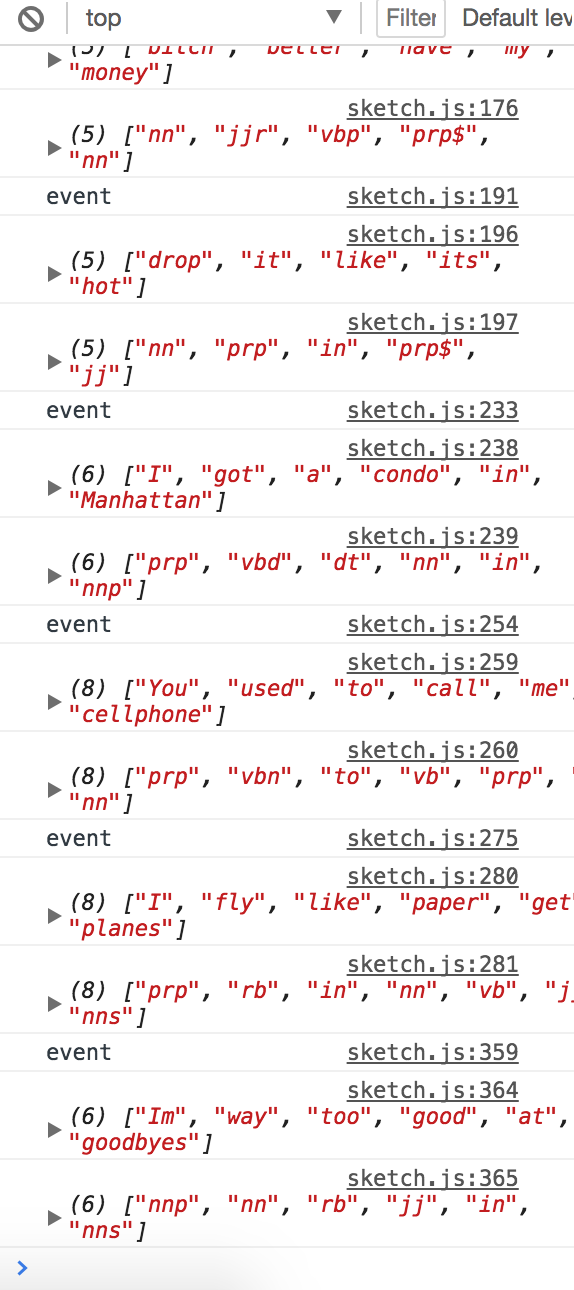 top ▼ Filter Default lev
(5) ["bitch", "better", "have", "my",
"money"]
sketch.js:176
(5) ["nn", "jjr", "vbp", "prp$",
"nn"]
event sketch.js:191
sketch.js:196
(5) ["drop", "it", "like", "its",
"hot"]
sketch.js:197
(5) ["nn", "prp", "in", "prp$",
"jj"]
event sketch.js:233
sketch.js:238
(6) ["I", "got", "a", "condo", "in",
"Manhattan"]
sketch.js:239
(6) ["prp", "vbd", "dt", "nn", "in",
"nnp"]
event sketch.js:254
sketch.js:259
(8) ["You", "used", "to", "call", "me"
"cellphone"]
sketch.js:260
(8) ["prp", "vbn", "to", "vb", "prp",
"nn"]
event sketch.js:275
sketch.js:280
(8) ["I", "fly", "like", "paper", "get"
"planes"]
sketch.js:281
(8) ["prp", "rb", "in", "nn", "vb", "jj
"nns"]
event sketch.js:359
sketch.js:364
(6) ["Im", "way", "too", "good", "at",
"goodbyes"]
sketch.js:365
(6) ["nnp", "nn", "rb", "jj", "in",
"nns"]